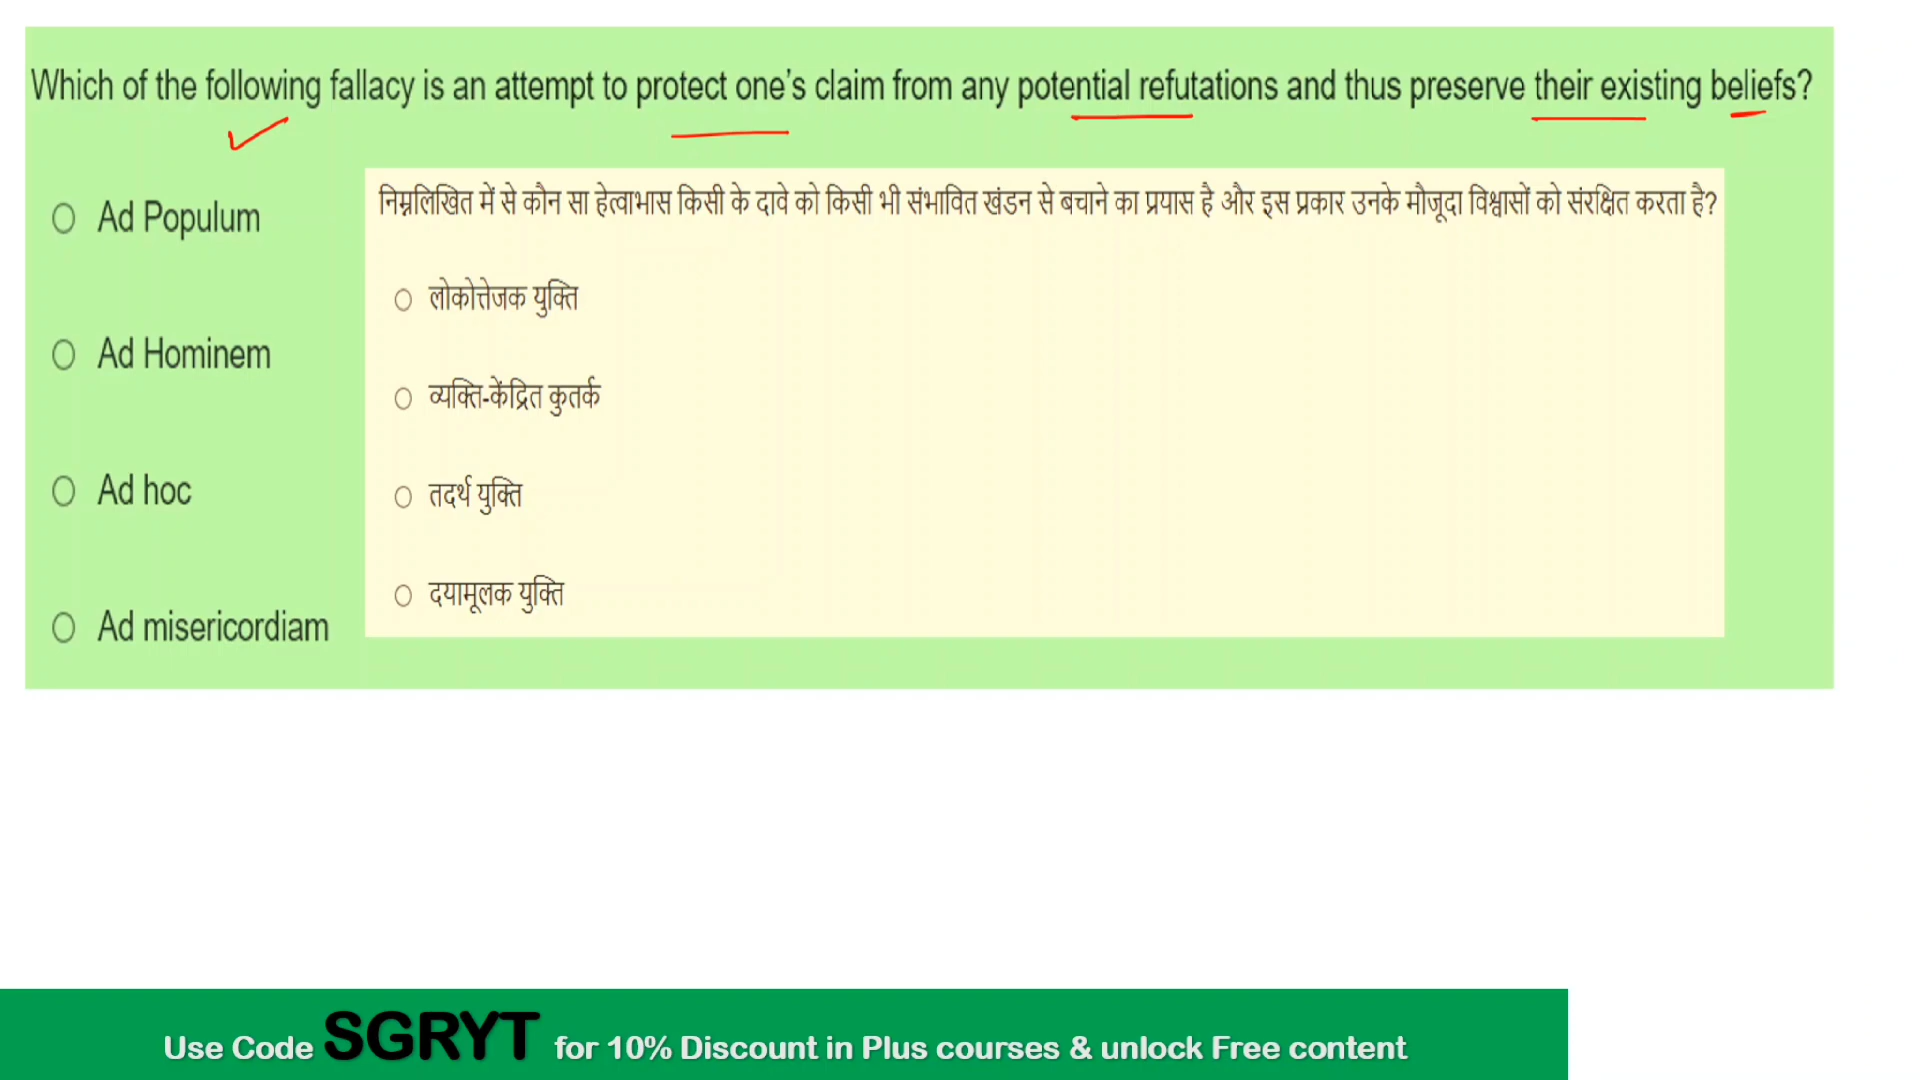 Which of the following fallacy is an attempt to protect one’s claim from any potential refutations and thus preserve their existing beliefs?
Ad Populum
Ad Hominem
Ad hoc
Ad misericordiam
निम्नलिखित में से कौन सा हेत्वाभास किसी के दावे को किसी भी संभावित खंडन से बचाने का प्रयास है और इस प्रकार उनके मौजूदा विश्वासों को संरक्षित करता है?
लोकोत्तेजक युक्ति
व्यक्ति-केंद्रित कुतर्क
तदर्थ युक्ति
दयामूलक युक्ति
Use Code SGRYT for 10% Discount in Plus courses & unlock Free content